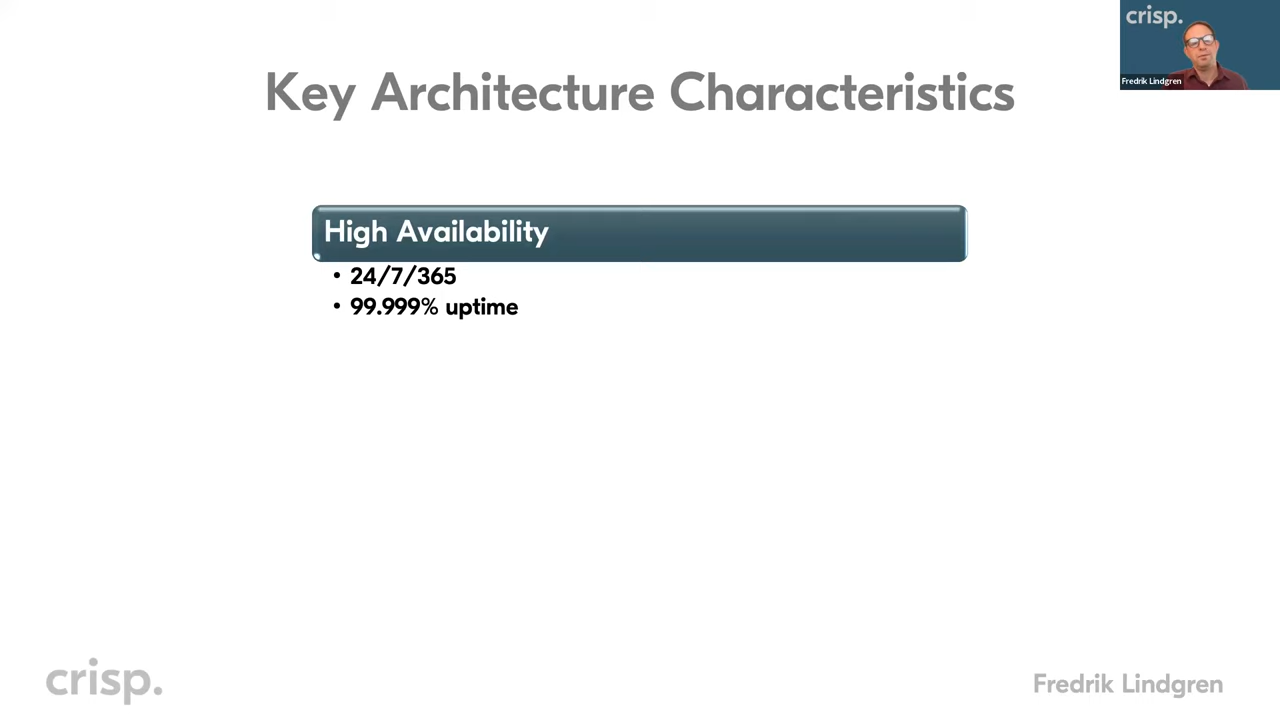 crisp.
Fredrik Lindgren
Key Architecture Characteristics
High Availability
• 24/7/365
• 99.999% uptime
crisp.
Fredrik Lindgren